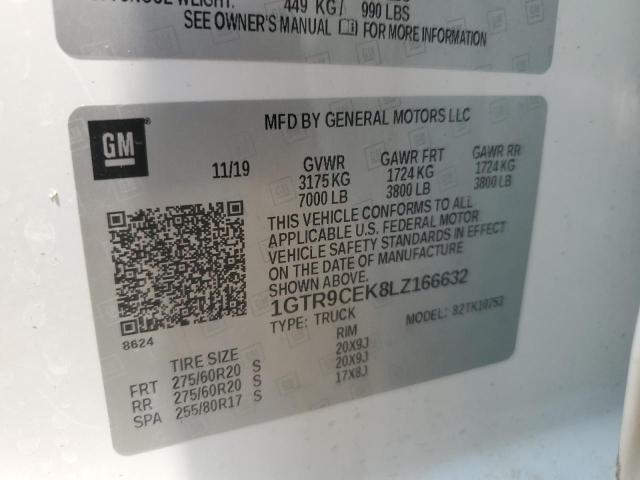 WEIGHT: 449 KG/ 990 LBS
SEE OWNER'S MANUAL FOR MORE INFORMATION
GM
MFD BY GENERAL MOTORS LLC
11/19 GVWR GAWR FRT GAWR RR
3175 KG 1724 KG 1724 KG
7000 LB 3800 LB 3800 LB
THIS VEHICLE CONFORMS TO ALL
APPLICABLE U.S. FEDERAL MOTOR
VEHICLE SAFETY STANDARDS IN EFFECT
ON THE DATE OF MANUFACTURE
SHOWN ABOVE.
1GTR9CEK8LZ166632
TYPE: TRUCK MODEL: 82TK10753
8624
TIRE SIZE RIM
FRT 275/60R20 S 20X9J
RR 275/60R20 S 20X9J
SPA 255/80R17 S 17X8J